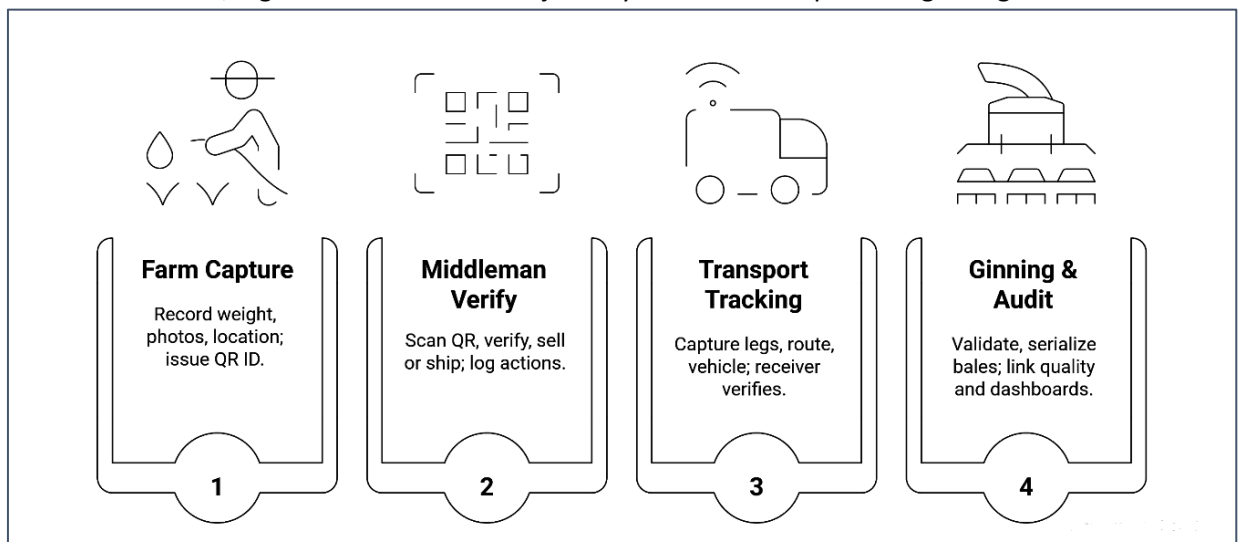 Farm Capture
Record weight,
photos, location;
issue QR ID.
1
Middleman
Verify
Scan QR, verify, sell
or ship; log actions.
2
Transport
Tracking
Capture legs, route,
vehicle; receiver
verifies.
3
Ginning &
Audit
Validate, serialize
bales; link quality
and dashboards.
4